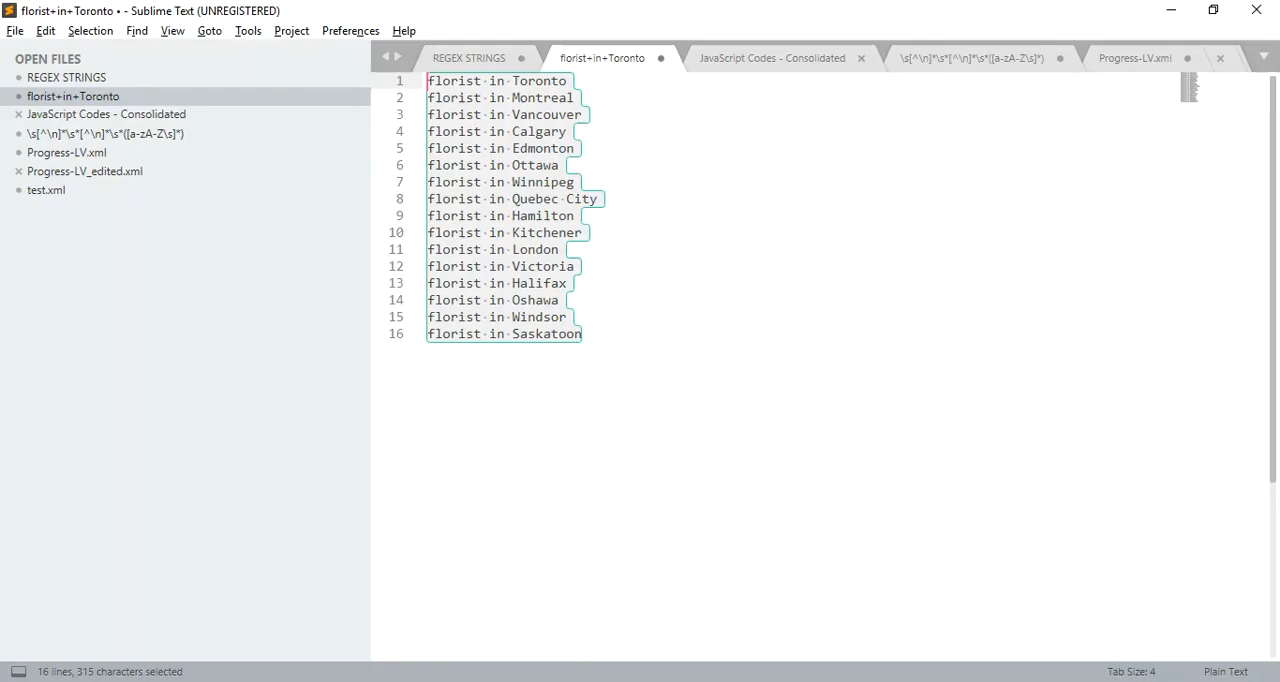 florist+in+Toronto • - Sublime Text (UNREGISTERED)
File Edit Selection Find View Goto Tools Project Preferences Help
OPEN FILES
REGEX STRINGS
florist+in+Toronto
JavaScript Codes - Consolidated
\s[^\n]*\s*[^\n]*\s*([a-zA-Z\s]*)
Progress-LV.xml
Progress-LV_edited.xml
test.xml
REGEX STRINGS florist+in+Toronto JavaScript Codes - Consolidated \s[^\n]*\s*[^\n]*\s*([a-zA-Z\s]*) Progress-LV.xml
1 florist in Toronto
2 florist in Montreal
3 florist in Vancouver
4 florist in Calgary
5 florist in Edmonton
6 florist in Ottawa
7 florist in Winnipeg
8 florist in Quebec City
9 florist in Hamilton
10 florist in Kitchener
11 florist in London
12 florist in Victoria
13 florist in Halifax
14 florist in Oshawa
15 florist in Windsor
16 florist in Saskatoon
16 lines, 315 characters selected Tab Size: 4 Plain Text